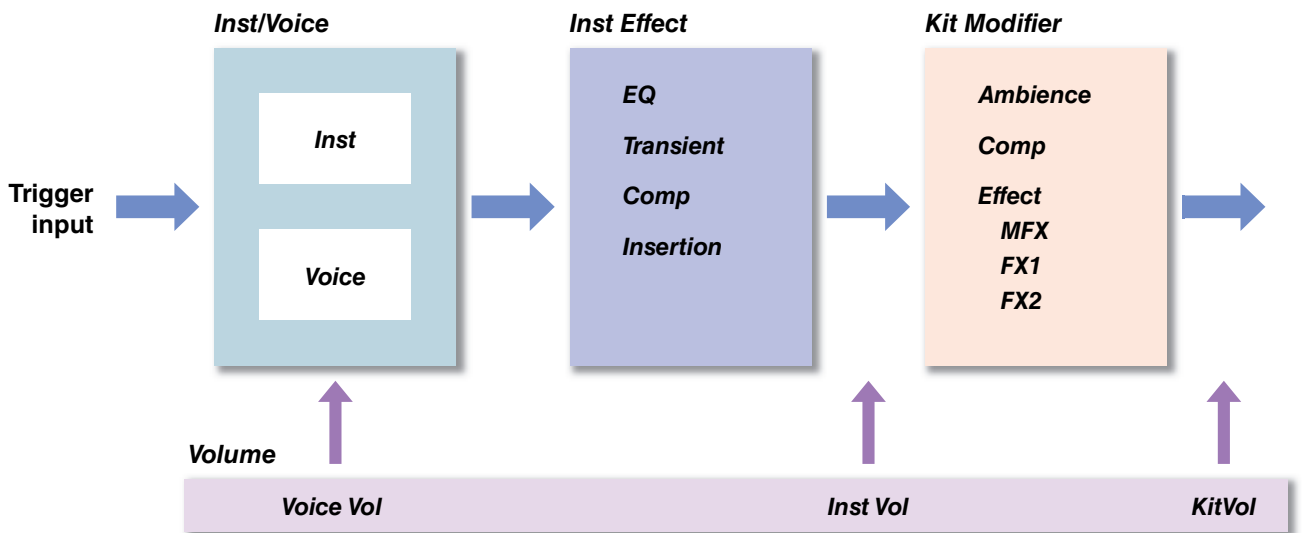 Inst/Voice
Inst Effect
Kit Modifier
Trigger
input
Inst
Voice
EQ
Transient
Comp
Insertion
Ambience
Comp
Effect
MFX
FX1
FX2
Volume
Voice Vol
Inst Vol
KitVol